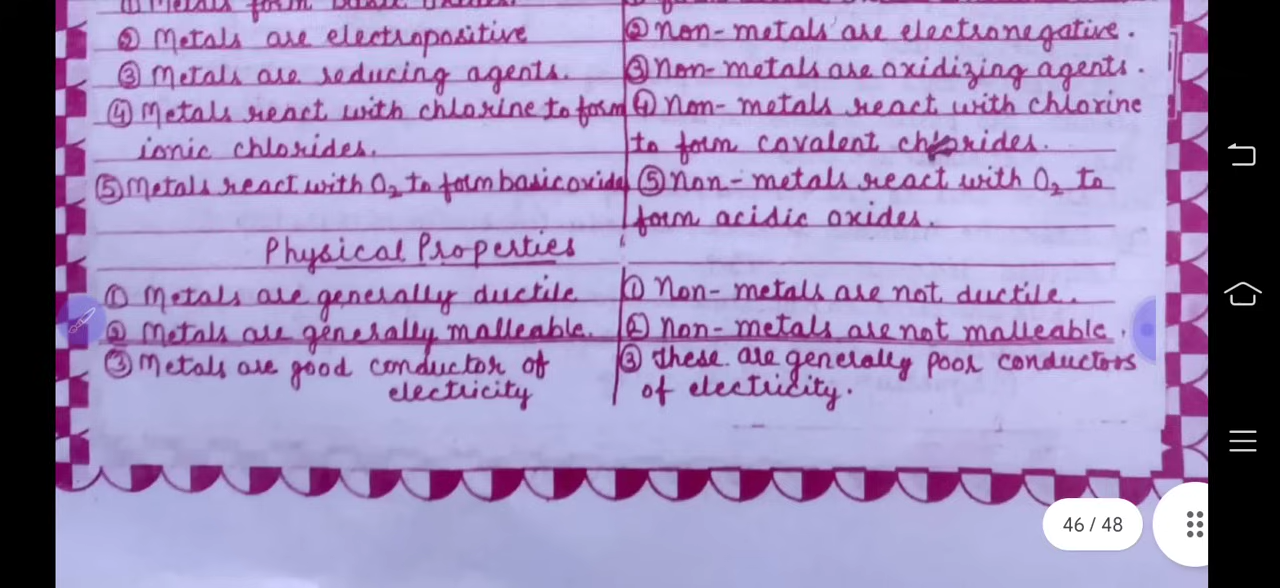 ① Metals form basic oxides.
② Metals are electropositive
② Non-metals are electronegative.
③ Metals are reducing agents.
③ Non-metals are oxidizing agents.
④ Metals react with chlorine to form
ionic chlorides.
④ Non-metals react with chlorine
to form covalent chlorides.
⑤ Metals react with O₂ to form basic oxide
⑤ Non-metals react with O₂ to
form acidic oxides.
Physical Properties
① Metals are generally ductile
① Non-metals are not ductile.
② Metals are generally malleable.
② Non-metals are not malleable.
③ Metals are good conductor of
electricity
③ These are generally poor conductors
of electricity.
46 / 48